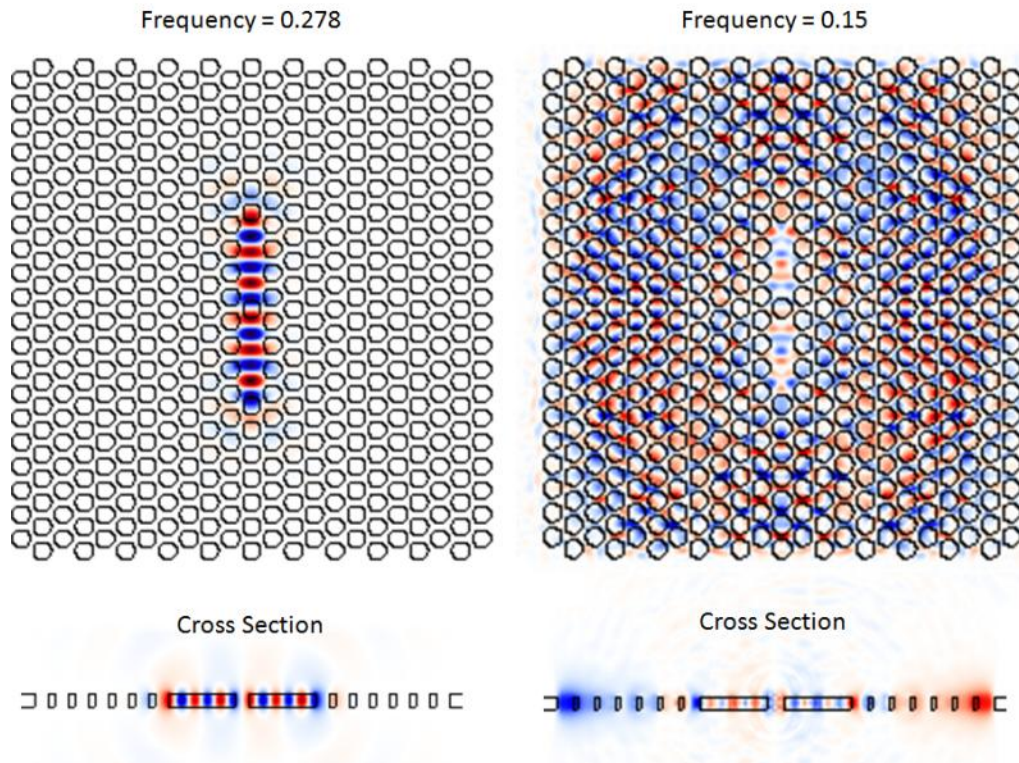 Frequency = 0.278
Frequency = 0.15
Cross Section
Cross Section